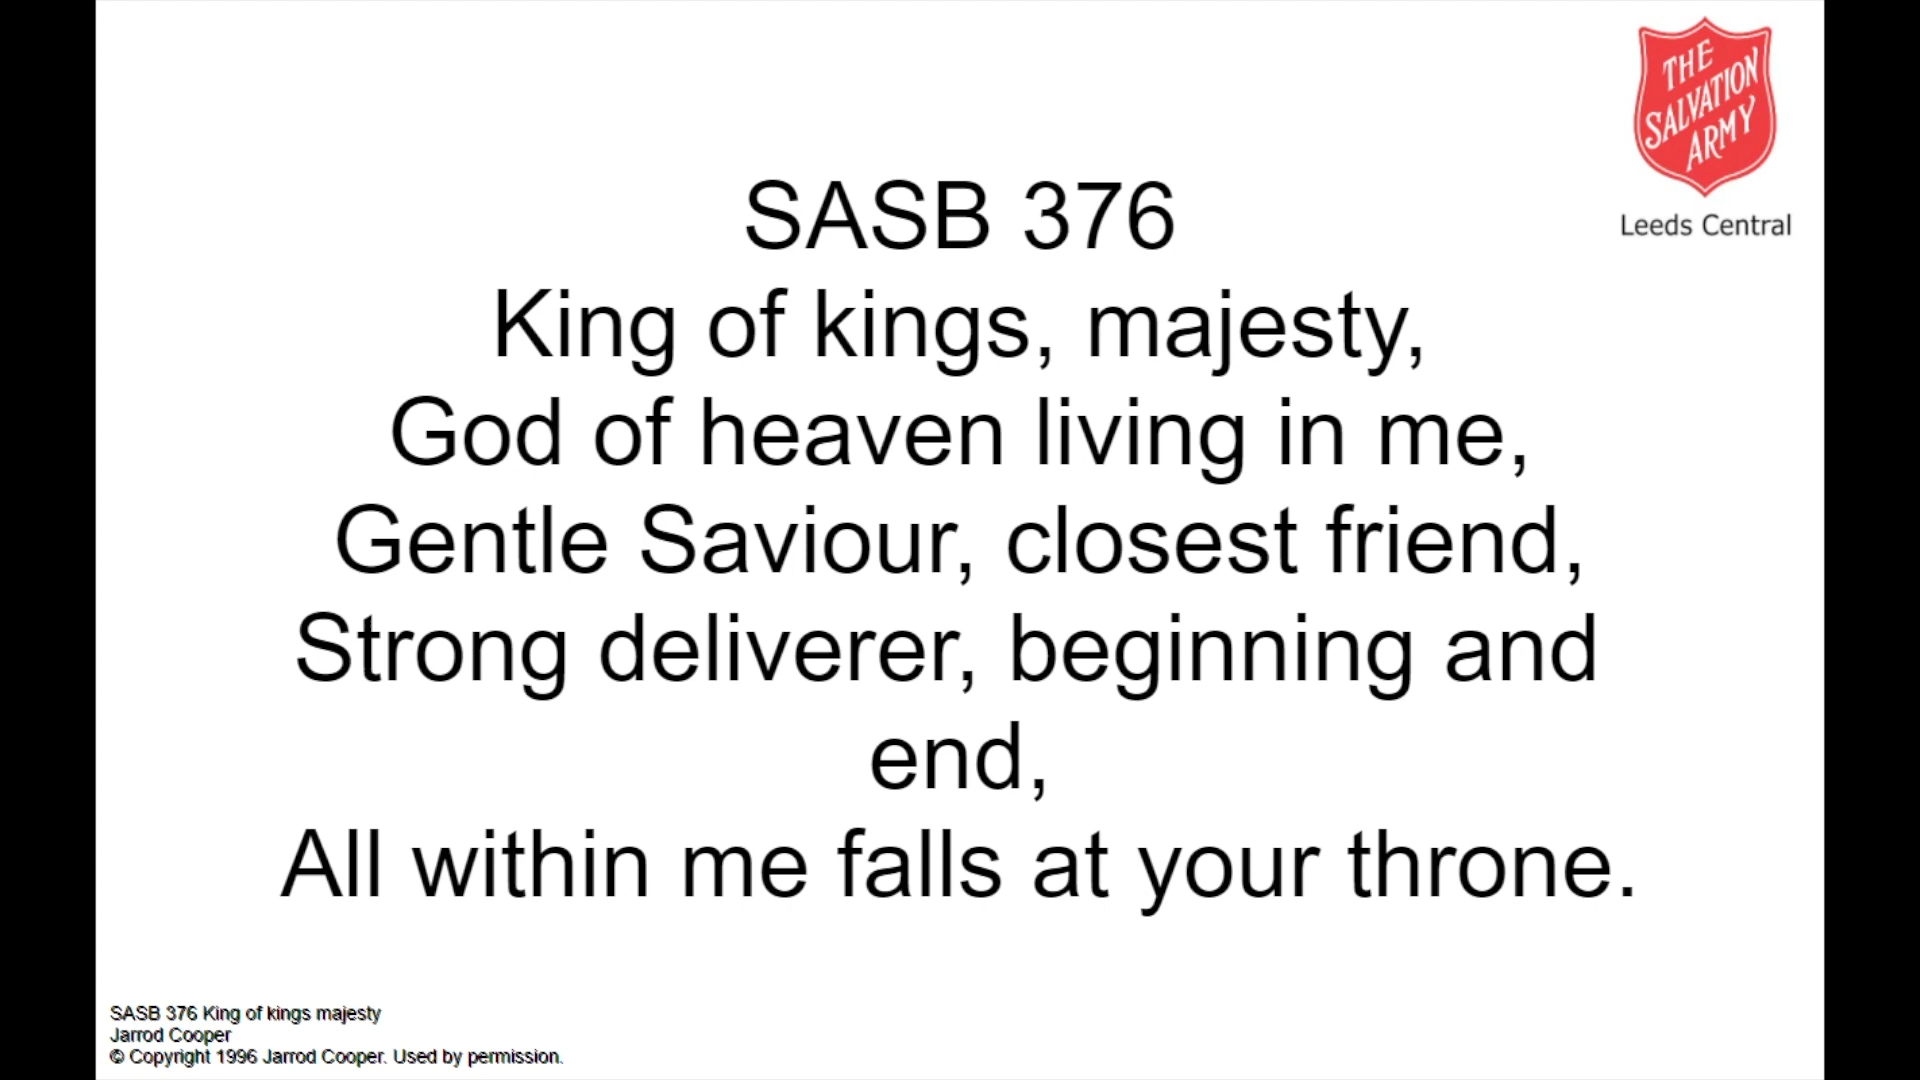 THE
SALVATION
ARMY
Leeds Central
SASB 376
King of kings, majesty,
God of heaven living in me,
Gentle Saviour, closest friend,
Strong deliverer, beginning and
end,
All within me falls at your throne.
SASB 376 King of kings majesty
Jarrod Cooper
© Copyright 1996 Jarrod Cooper. Used by permission.